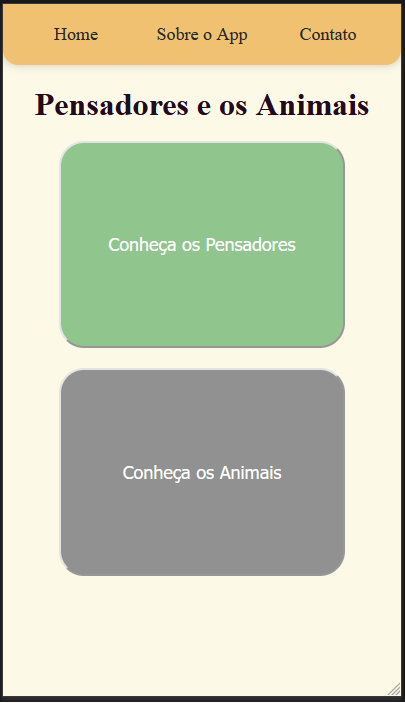 Home Sobre o App Contato
Pensadores e os Animais
Conheça os Pensadores
Conheça os Animais